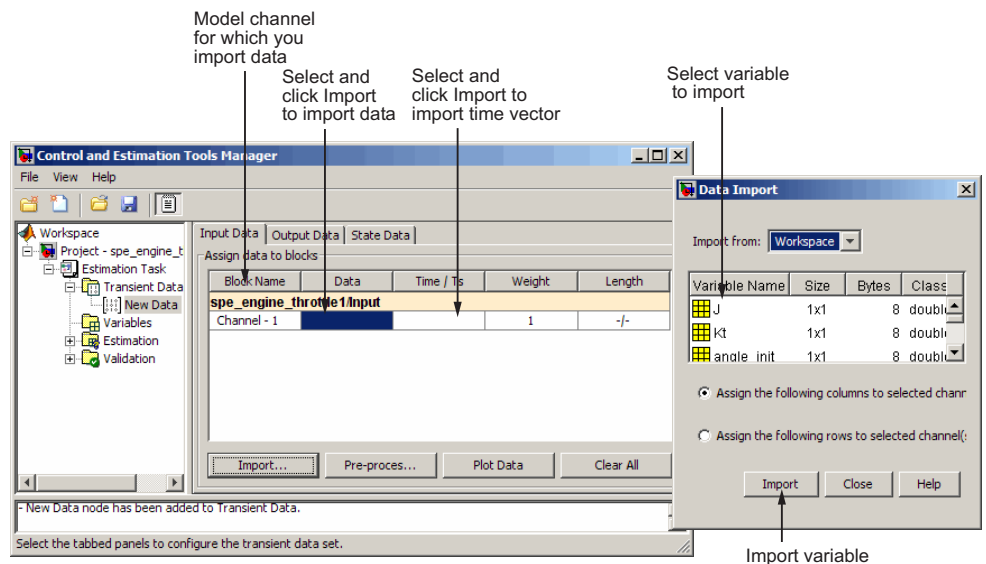 Model channel
for which you
import data
Select and
click Import
to import data
Select and
click Import to
import time vector
Select variable
to import
Control and Estimation Tools Manager
File View Help
Workspace
Project - spe_engine_t
Estimation Task
Transient Data
New Data
Variables
Estimation
Validation
Input Data Output Data State Data
Assign data to blocks
Block Name Data Time / Ts Weight Length
spe_engine_throttle1/Input
Channel - 1 1 -/-
Import... Pre-proces... Plot Data Clear All
- New Data node has been added to Transient Data.
Select the tabbed panels to configure the transient data set.
Data Import
Import from: Workspace
Variable Name Size Bytes Class
J 1x1 8 double
Kt 1x1 8 double
angle_init 1x1 8 double
Assign the following columns to selected chann
Assign the following rows to selected channel(s
Import Close Help
Import variable